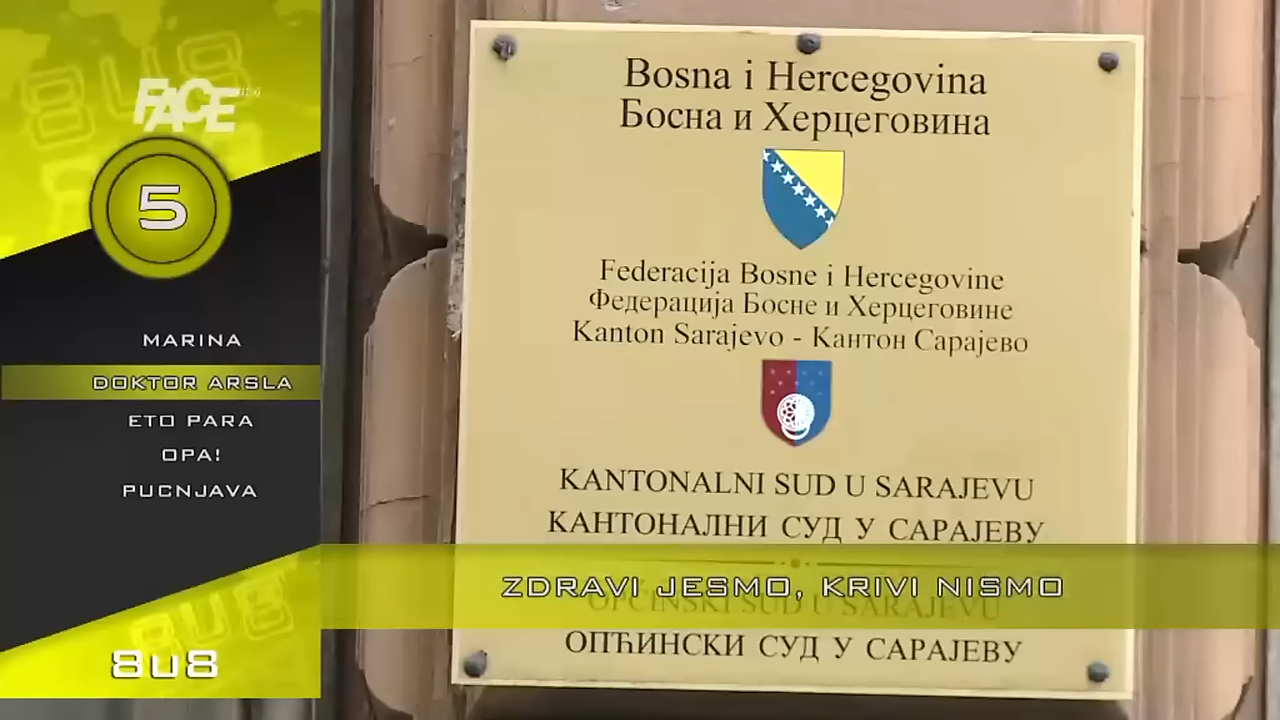 FACE
5
MARINA
DOKTOR ARSLA
ETO PARA
OPA!
PUCNJAVA
8u8
Bosna i Hercegovina
Босна и Херцеговина
Federacija Bosne i Hercegovine
Федерација Босне и Херцеговине
Kanton Sarajevo - Кантон Сарајево
KANTONALNI SUD U SARAJEVU
КАНТОНАЛНИ СУД У САРАЈЕВУ
ZDRAVI JESMO, KRIVI NISMO
OPĆINSKI SUD U SARAJEVU
ОПЋИНСКИ СУД У САРАЈЕВУ